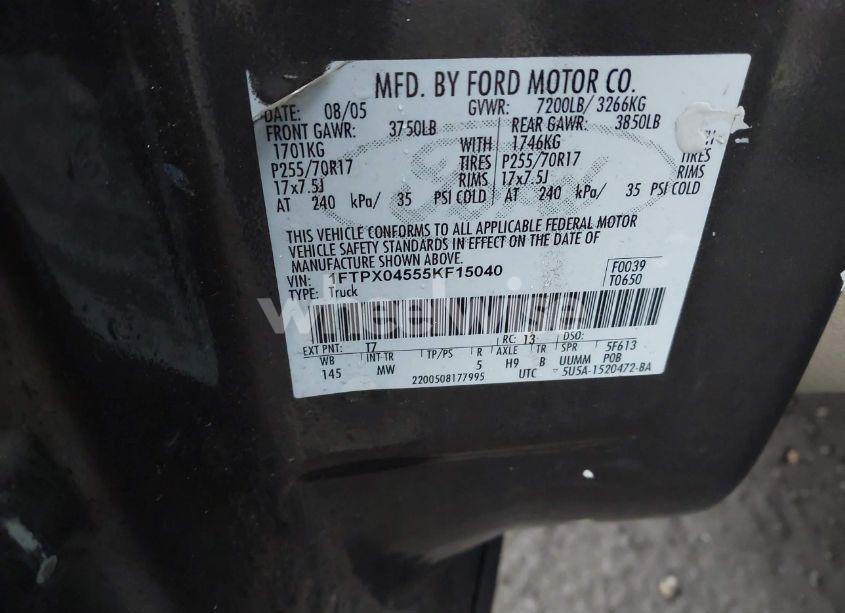 MFD. BY FORD MOTOR CO.
DATE: 08/05 GVWR: 7200LB/ 3266KG
FRONT GAWR: 3750LB REAR GAWR: 3850LB
1701KG WITH 1746KG WITH
P255/70R17 TIRES P255/70R17 TIRES
17x7.5J RIMS 17x7.5J RIMS
AT 240 kPa/ 35 PSI COLD AT 240 kPa/ 35 PSI COLD
Ford
THIS VEHICLE CONFORMS TO ALL APPLICABLE FEDERAL MOTOR
VEHICLE SAFETY STANDARDS IN EFFECT ON THE DATE OF
MANUFACTURE SHOWN ABOVE.
VIN: 1FTPX04555KF15040 F0039
TYPE: Truck T0650
EXT PNT: T7 RC: 13 DSO:
WB INT TR TP/PS R AXLE TR SPR 5F613
145 MW 5 H9 B UUMM POB
2200508177995 UTC 5U5A-1520472-BA